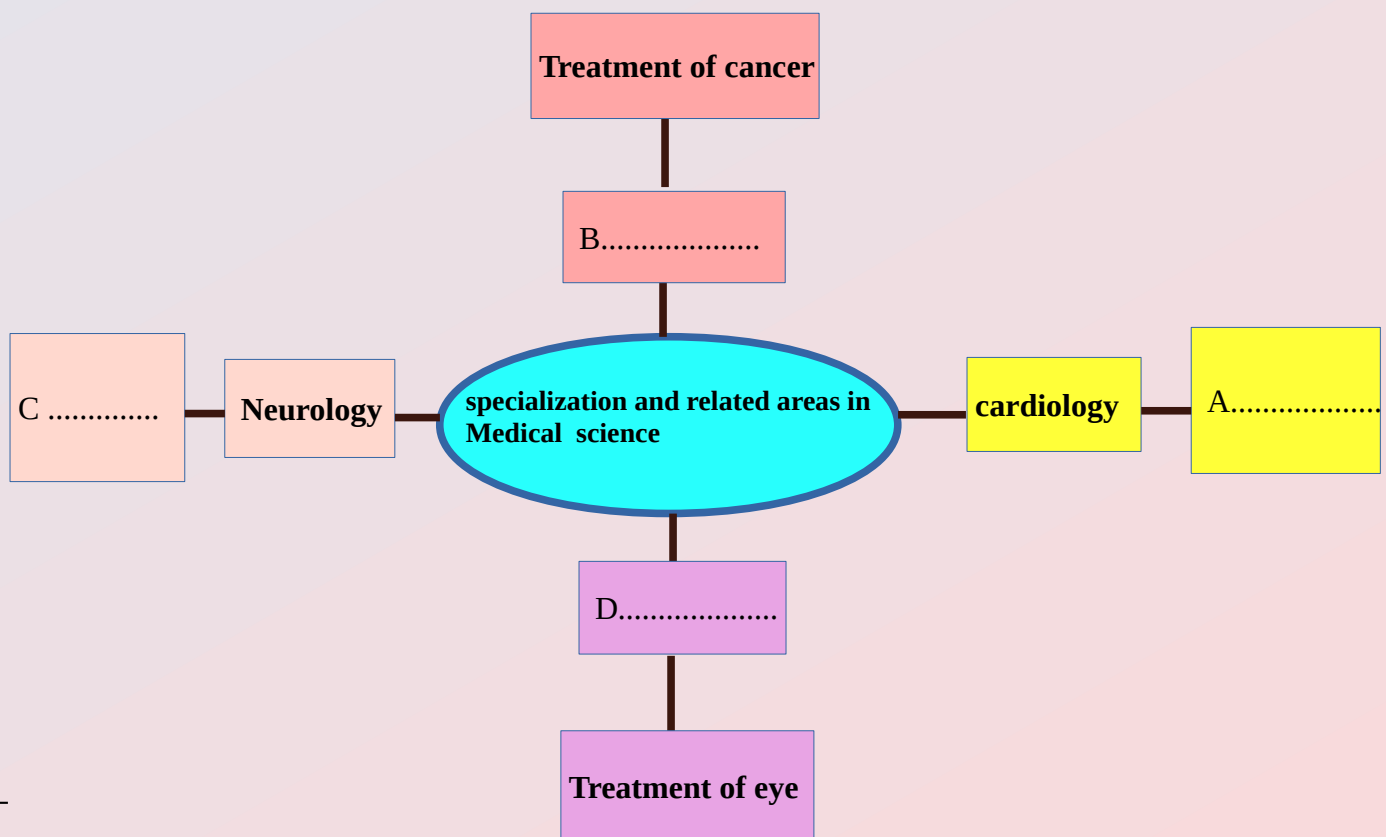 Treatment of cancer
B....................
C ..............
Neurology
specialization and related areas in
Medical  science
cardiology
A...................
D....................
Treatment of eye